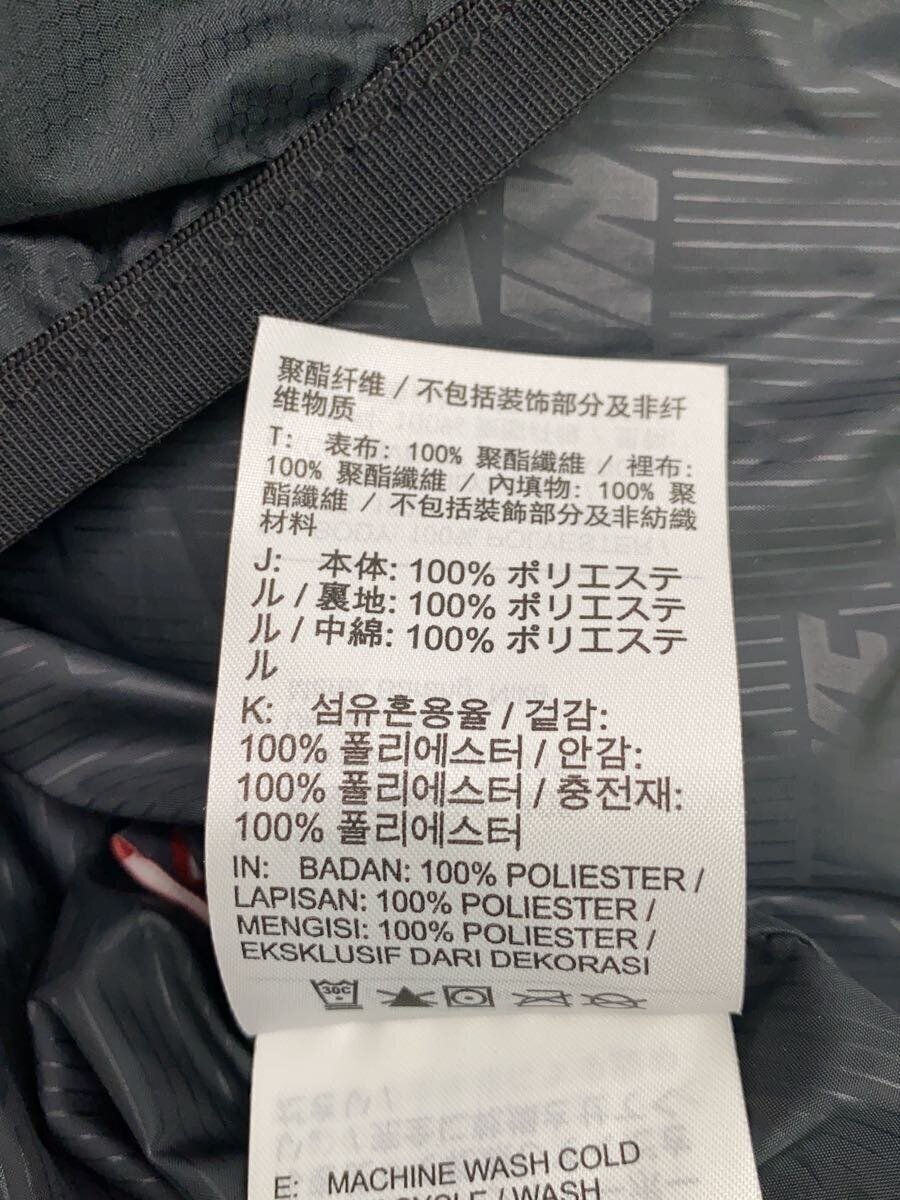 聚酯纤维 / 不包括装饰部分及非纤
维物质
T: 表布: 100% 聚酯纖維 / 裡布:
100% 聚酯纖維 / 內填物: 100% 聚
酯纖維 / 不包括裝飾部分及非紡織
材料
J: 本体: 100% ポリエステ
ル / 裏地: 100% ポリエステ
ル / 中綿: 100% ポリエステ
ル
K: 섬유혼용율 / 겉감:
100% 폴리에스터 / 안감:
100% 폴리에스터 / 충전재:
100% 폴리에스터
IN: BADAN: 100% POLIESTER /
LAPISAN: 100% POLIESTER /
MENGISI: 100% POLIESTER /
EKSKLUSIF DARI DEKORASI
30C
E: MACHINE WASH COLD
CYCLE / WASH